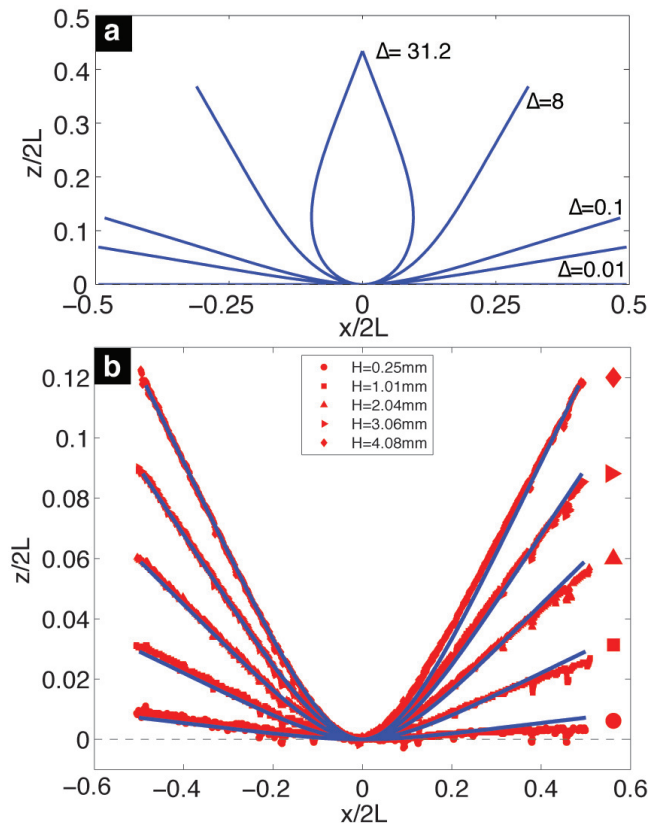 a
0.5
0.4
0.3
0.2
0.1
0
z/2L
Δ= 31.2
Δ=8
Δ=0.1
Δ=0.01
−0.5
−0.25
0
0.25
0.5
x/2L
b
H=0.25mm
H=1.01mm
H=2.04mm
H=3.06mm
H=4.08mm
0.12
0.1
0.08
0.06
0.04
0.02
0
z/2L
−0.6
−0.4
−0.2
0
0.2
0.4
0.6
x/2L